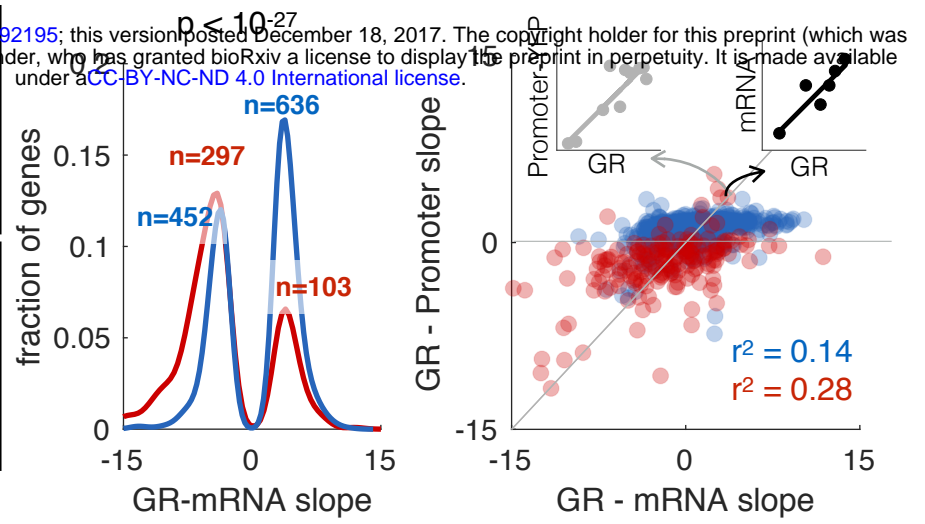 p < 10-27
92195; this version posted December 18, 2017. The copyright holder for this preprint (which was
nder, who has granted bioRxiv a license to display the preprint in perpetuity. It is made available
under aCC-BY-NC-ND 4.0 International license.
0.2
0.15
0.1
0.05
0
fraction of genes
n=636
n=297
n=452
n=103
-15 0 15
GR-mRNA slope
15
0
-15
GR - Promoter slope
Promoter-YFP
GR
mRNA
GR
r2 = 0.14
r2 = 0.28
-15 0 15
GR - mRNA slope